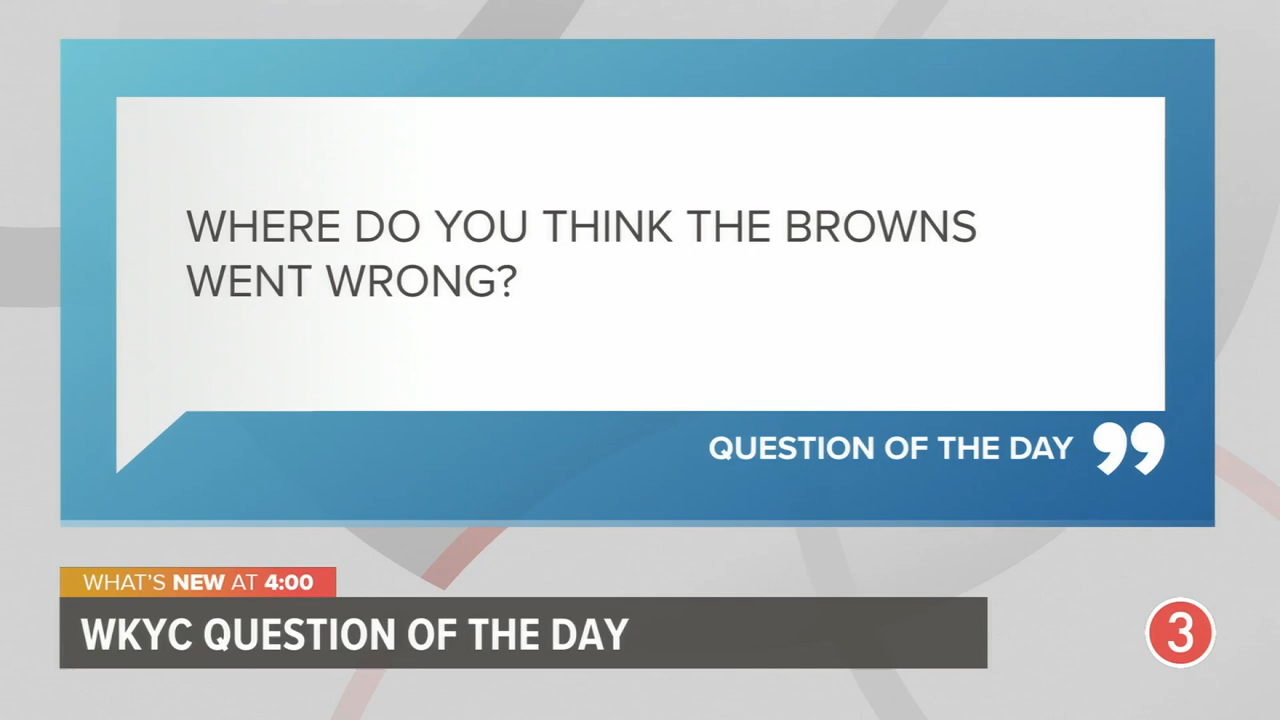 WHERE DO YOU THINK THE BROWNS
WENT WRONG?
QUESTION OF THE DAY ”
WHAT'S NEW AT 4:00
WKYC QUESTION OF THE DAY
3